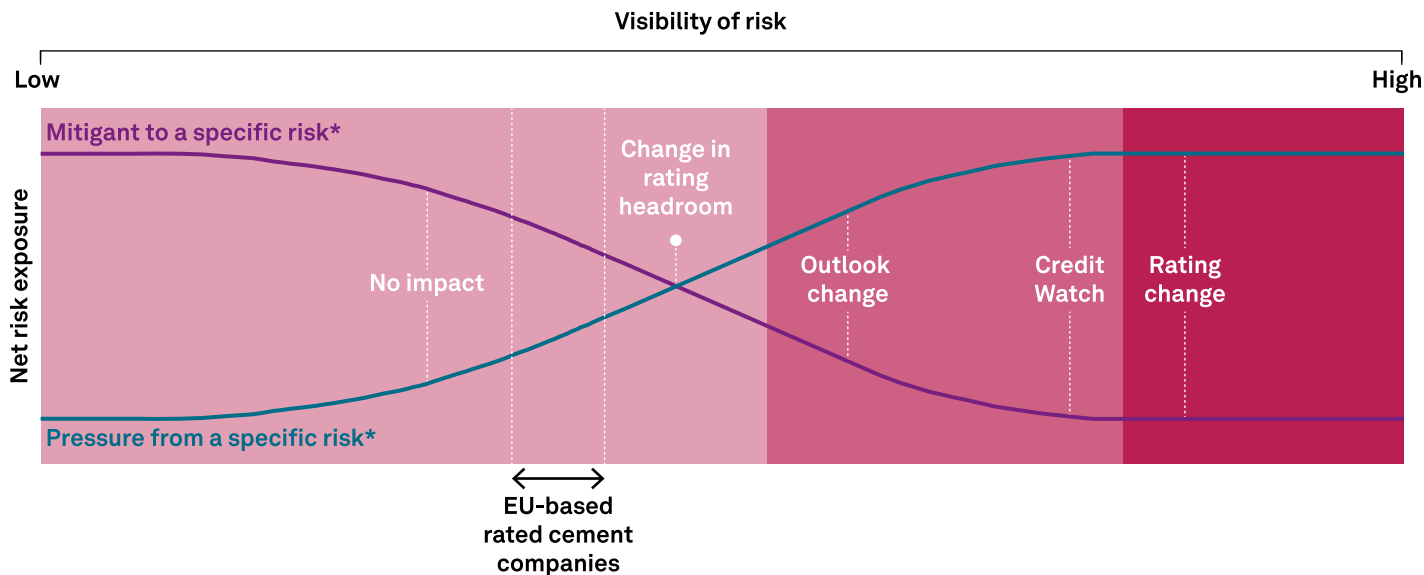 Visibility of risk
Low
High
Mitigant to a specific risk*
Change in
rating
headroom
Net risk exposure
No impact
Outlook
change
Credit
Watch
Rating
change
Pressure from a specific risk*
EU-based
rated cement
companies